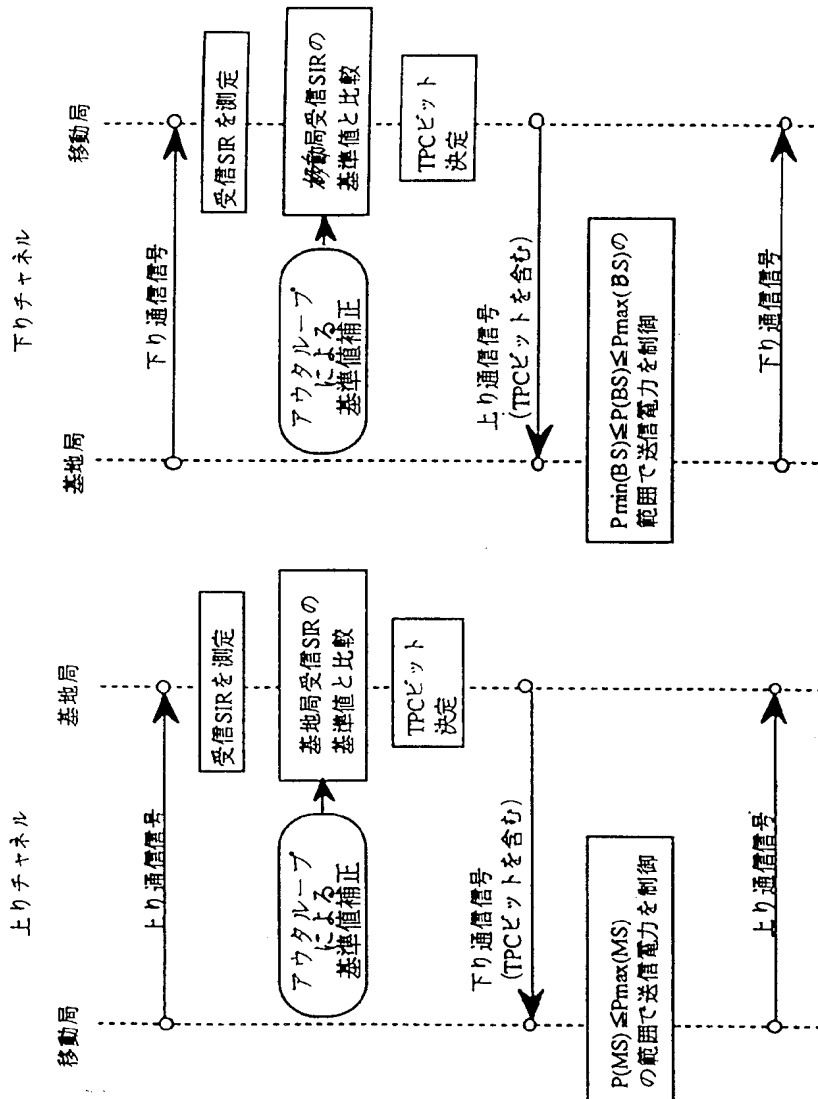 上りチャネル
移動局
基地局
上り通信信号
受信SIRを測定
アウタループ
による
基準値補正
基地局受信SIRの
基準値と比較
TPCビット
決定
下り通信信号
(TPCビットを含む)
P(MS)≦Pmax(MS)
の範囲で送信電力を制御
上り通信信号
下りチャネル
基地局
移動局
下り通信信号
受信SIRを測定
アウタループ
による
基準値補正
移動局受信SIRの
基準値と比較
TPCビット
決定
上り通信信号
(TPCビットを含む)
Pmin(BS)≦P(BS)≦Pmax(BS)の
範囲で送信電力を制御
下り通信信号